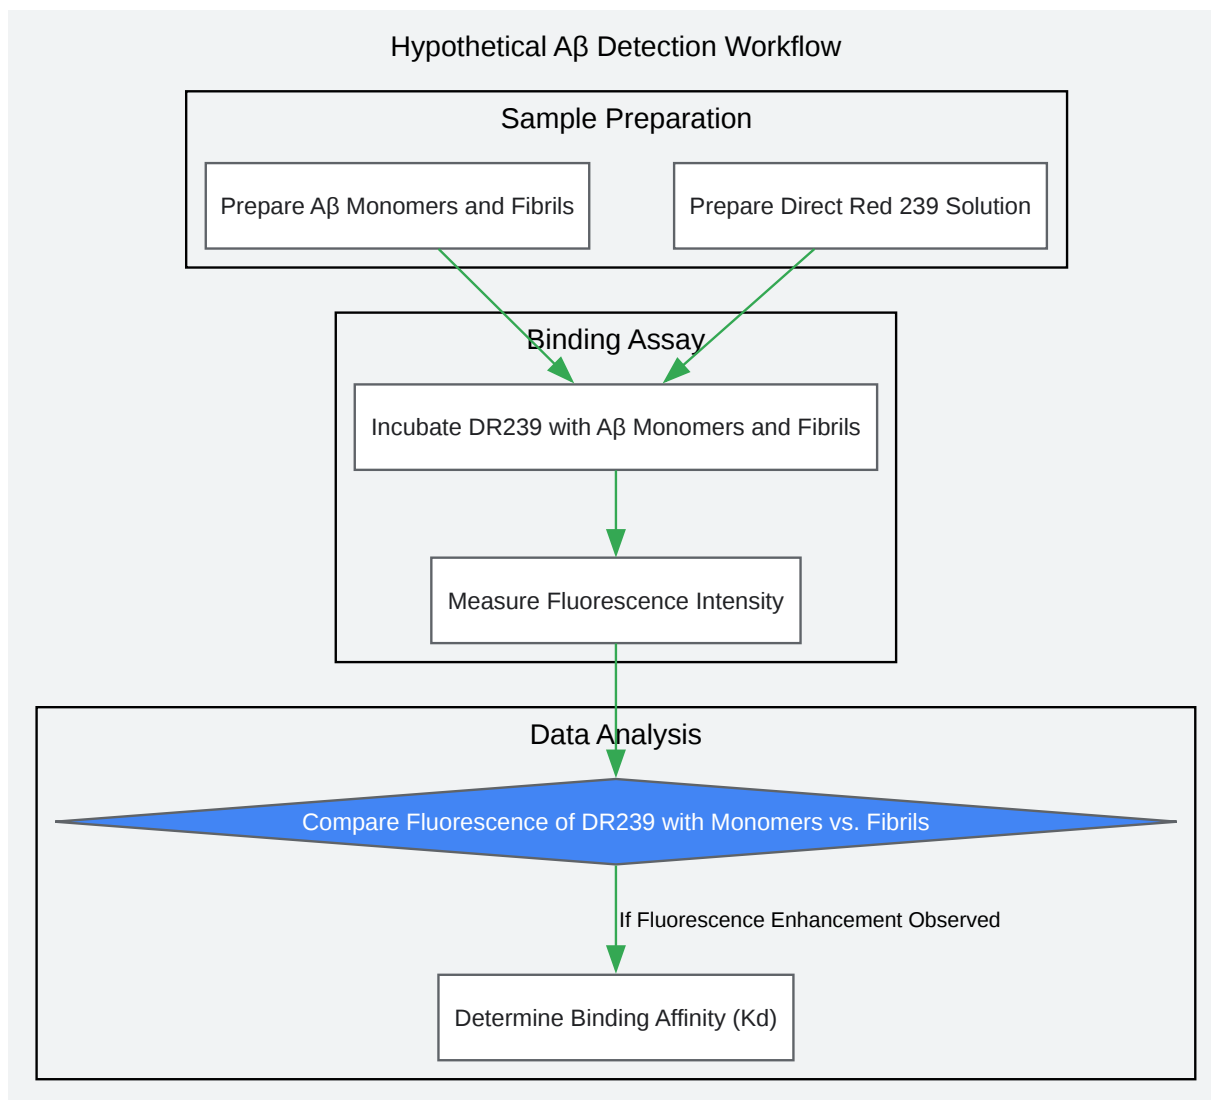 Hypothetical Aβ Detection Workflow
Sample Preparation
Prepare Aβ Monomers and Fibrils
Prepare Direct Red 239 Solution
Binding Assay
Incubate DR239 with Aβ Monomers and Fibrils
Measure Fluorescence Intensity
Data Analysis
Compare Fluorescence of DR239 with Monomers vs. Fibrils
If Fluorescence Enhancement Observed
Determine Binding Affinity (Kd)